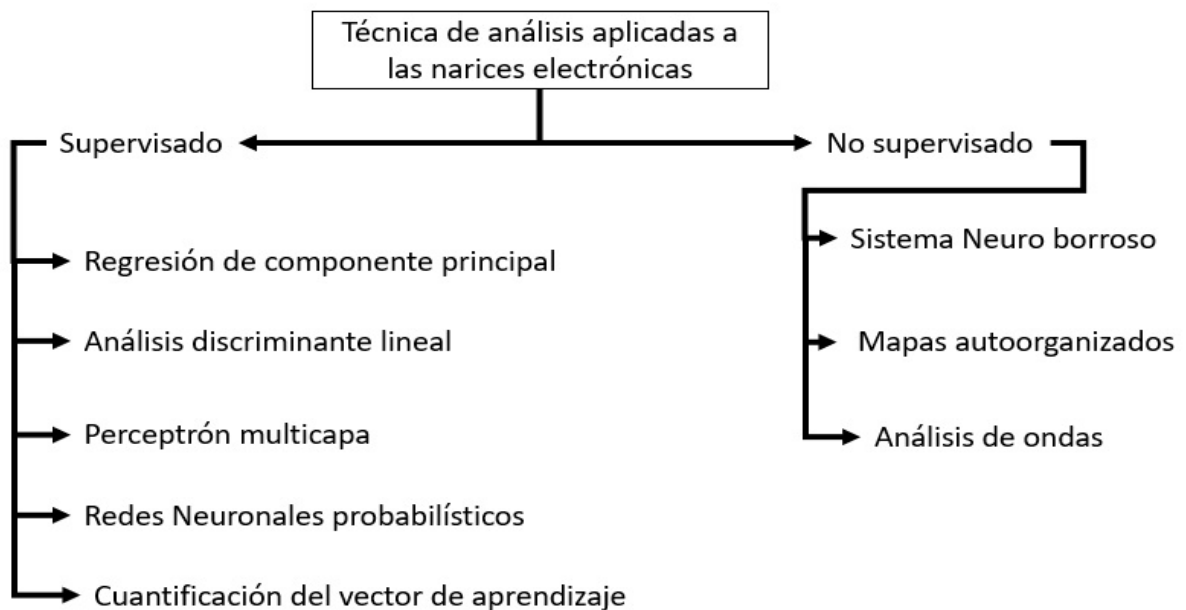 Técnica de análisis aplicadas a
las narices electrónicas
Supervisado
No supervisado
Regresión de componente principal
Análisis discriminante lineal
Perceptrón multicapa
Redes Neuronales probabilísticos
Cuantificación del vector de aprendizaje
Sistema Neuro borroso
Mapas autoorganizados
Análisis de ondas